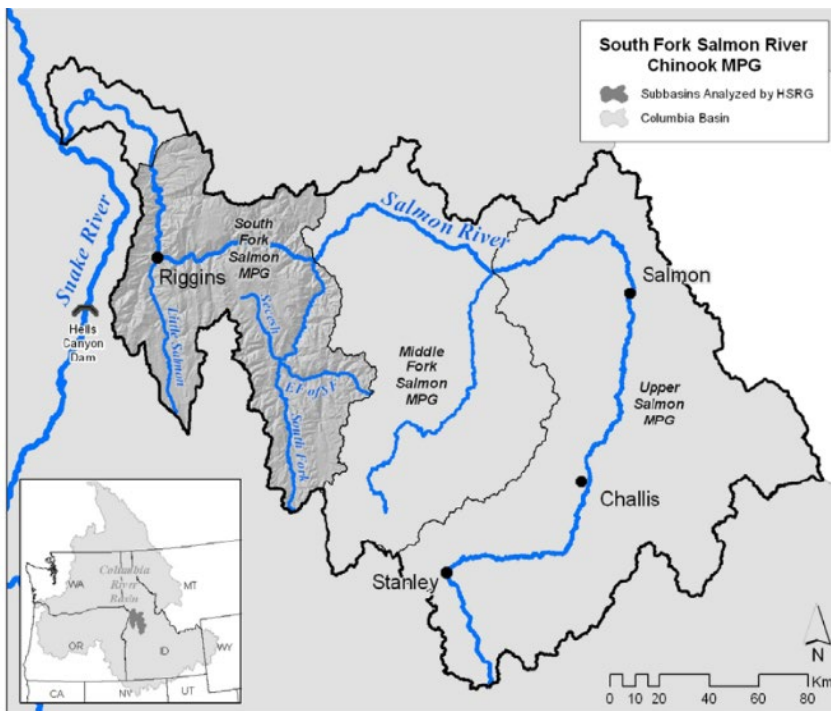 South Fork Salmon River
Chinook MPG
Subbasins Analyzed by HSRG
Columbia Basin
Snake River
Salmon River
South
Fork
Salmon
MPG
Riggins
Salmon
Hells
Canyon
Dam
Little Salmon
Secesh
EF of SF
South Fork
Middle
Fork
Salmon
MPG
Upper
Salmon
MPG
Challis
Stanley
Columbia
River
Basin
WA
MT
OR
ID
WY
CA
NV
UT
N
0 10 20 40 60 80
Km